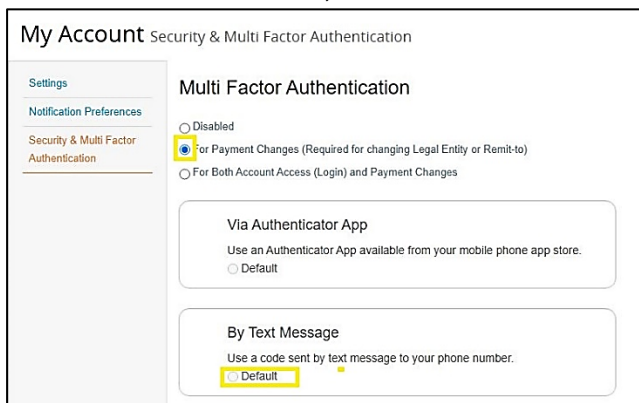 My Account Security & Multi Factor Authentication
Settings
Notification Preferences
Security & Multi Factor
Authentication
Multi Factor Authentication
Disabled
For Payment Changes (Required for changing Legal Entity or Remit-to)
For Both Account Access (Login) and Payment Changes
Via Authenticator App
Use an Authenticator App available from your mobile phone app store.
Default
By Text Message
Use a code sent by text message to your phone number.
Default